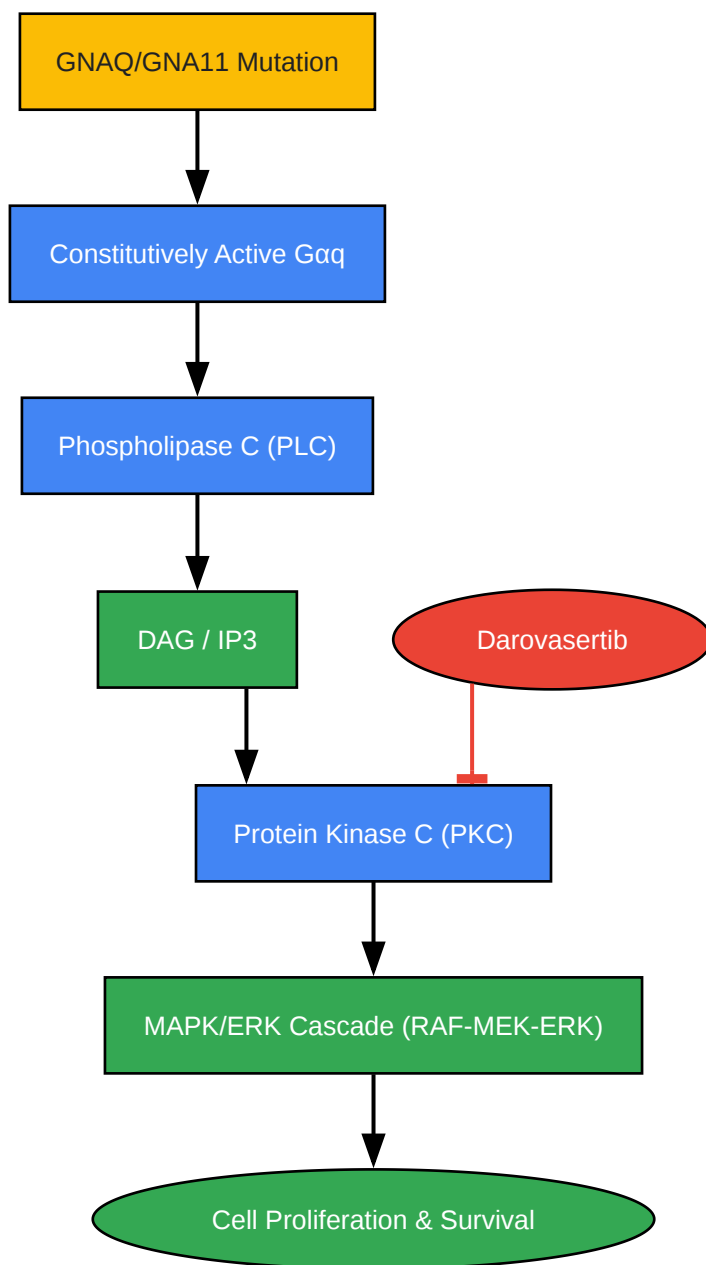 GNAQ/GNA11 Mutation
Constitutively Active Gαq
Phospholipase C (PLC)
DAG / IP3
Darovasertib
Protein Kinase C (PKC)
MAPK/ERK Cascade (RAF-MEK-ERK)
Cell Proliferation & Survival